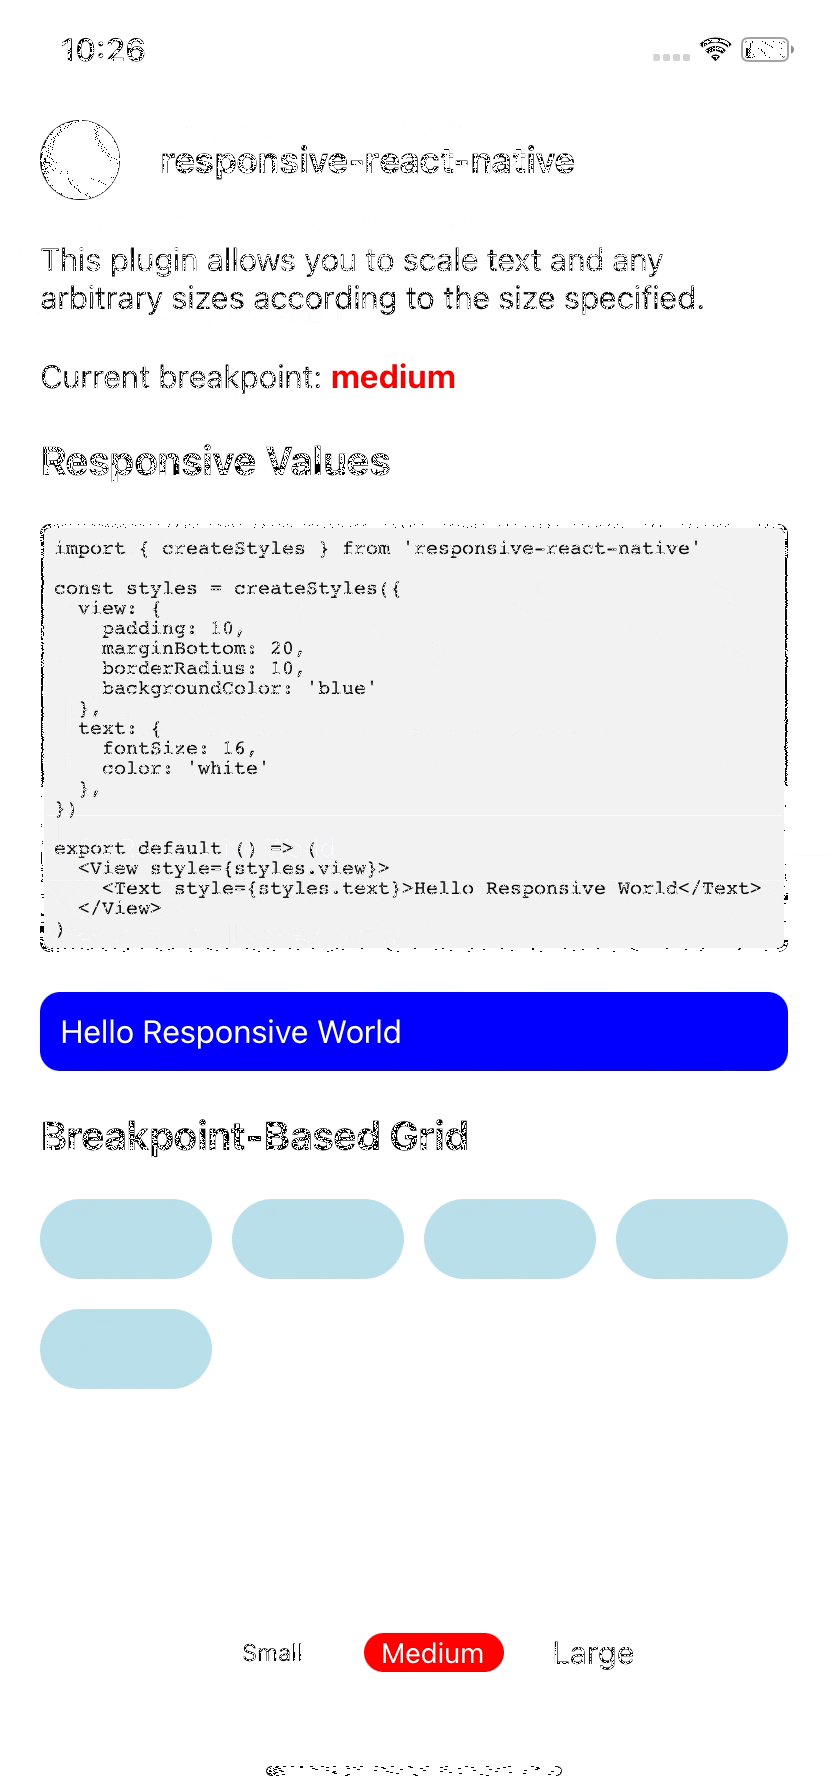 10:26
responsive-react-native
This plugin allows you to scale text and any
arbitrary sizes according to the size specified.
Current breakpoint: medium
Responsive Values
import { createStyles } from 'responsive-react-native'
const styles = createStyles({
  view: {
    padding: 10,
    marginBottom: 20,
    borderRadius: 10,
    backgroundColor: 'blue'
  },
  text: {
    fontSize: 16,
    color: 'white'
  },
})
export default () => (
  <View style={styles.view}>
    <Text style={styles.text}>Hello Responsive World</Text>
  </View>
)
Hello Responsive World
Breakpoint-Based Grid
Small Medium Large